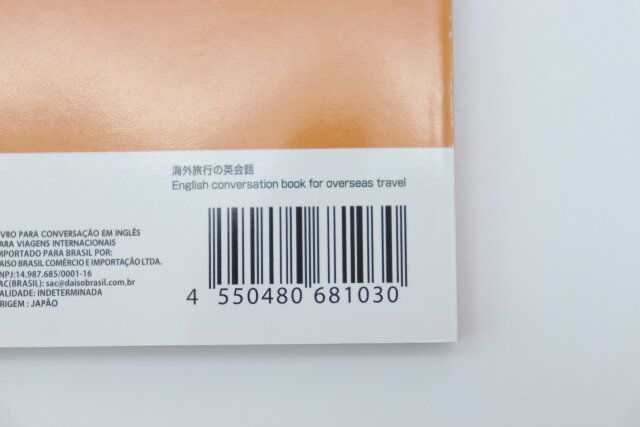 海外旅行の英会話
English conversation book for overseas travel
VRO PARA CONVERSAÇÃO EM INGLÊS
ARA VIAGENS INTERNACIONAIS
MPORTADO PARA BRASIL POR:
AISO BRASIL COMÉRCIO E IMPORTAÇÃO LTDA.
NPJ:14.987.685/0001-16
AC(BRASIL): sac@daisobrasil.com.br
ALIDADE: INDETERMINADA
RIGEM : JAPÃO
4 550480 681030